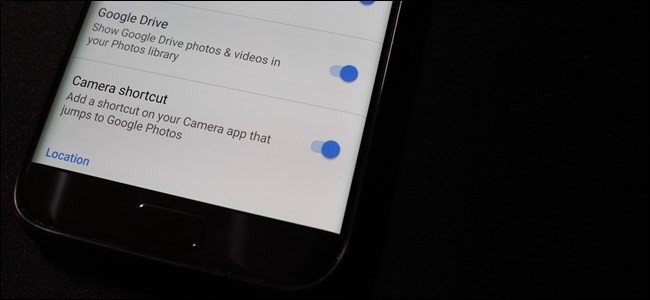 Google Drive
Show Google Drive photos & videos in
your Photos library
Camera shortcut
Add a shortcut on your Camera app that
jumps to Google Photos
Location